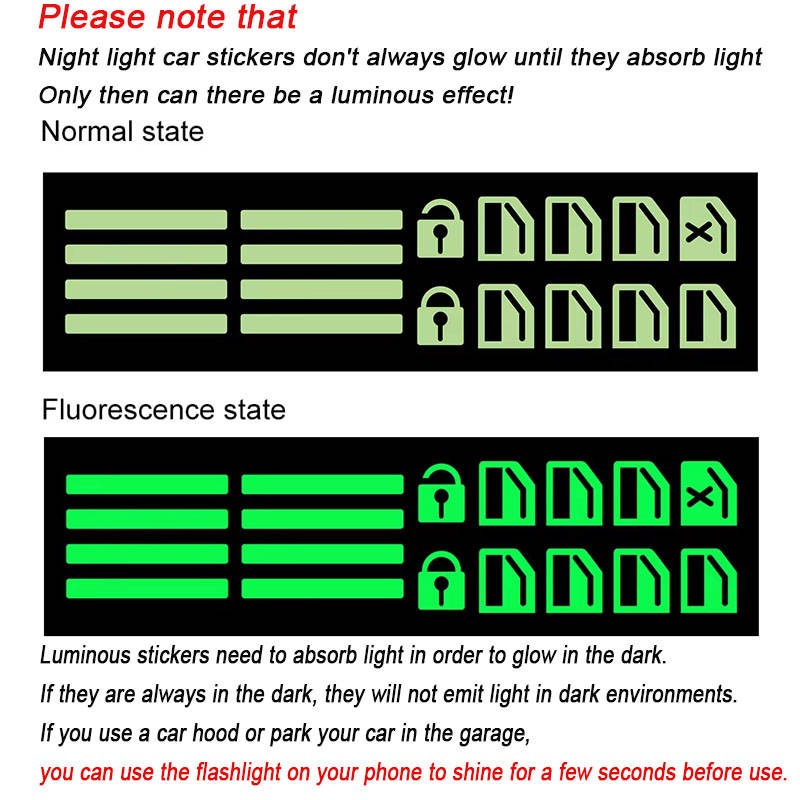 Please note that
Night light car stickers don't always glow until they absorb light
Only then can there be a luminous effect!
Normal state
Fluorescence state
Luminous stickers need to absorb light in order to glow in the dark.
If they are always in the dark, they will not emit light in dark environments.
If you use a car hood or park your car in the garage,
you can use the flashlight on your phone to shine for a few seconds before use.